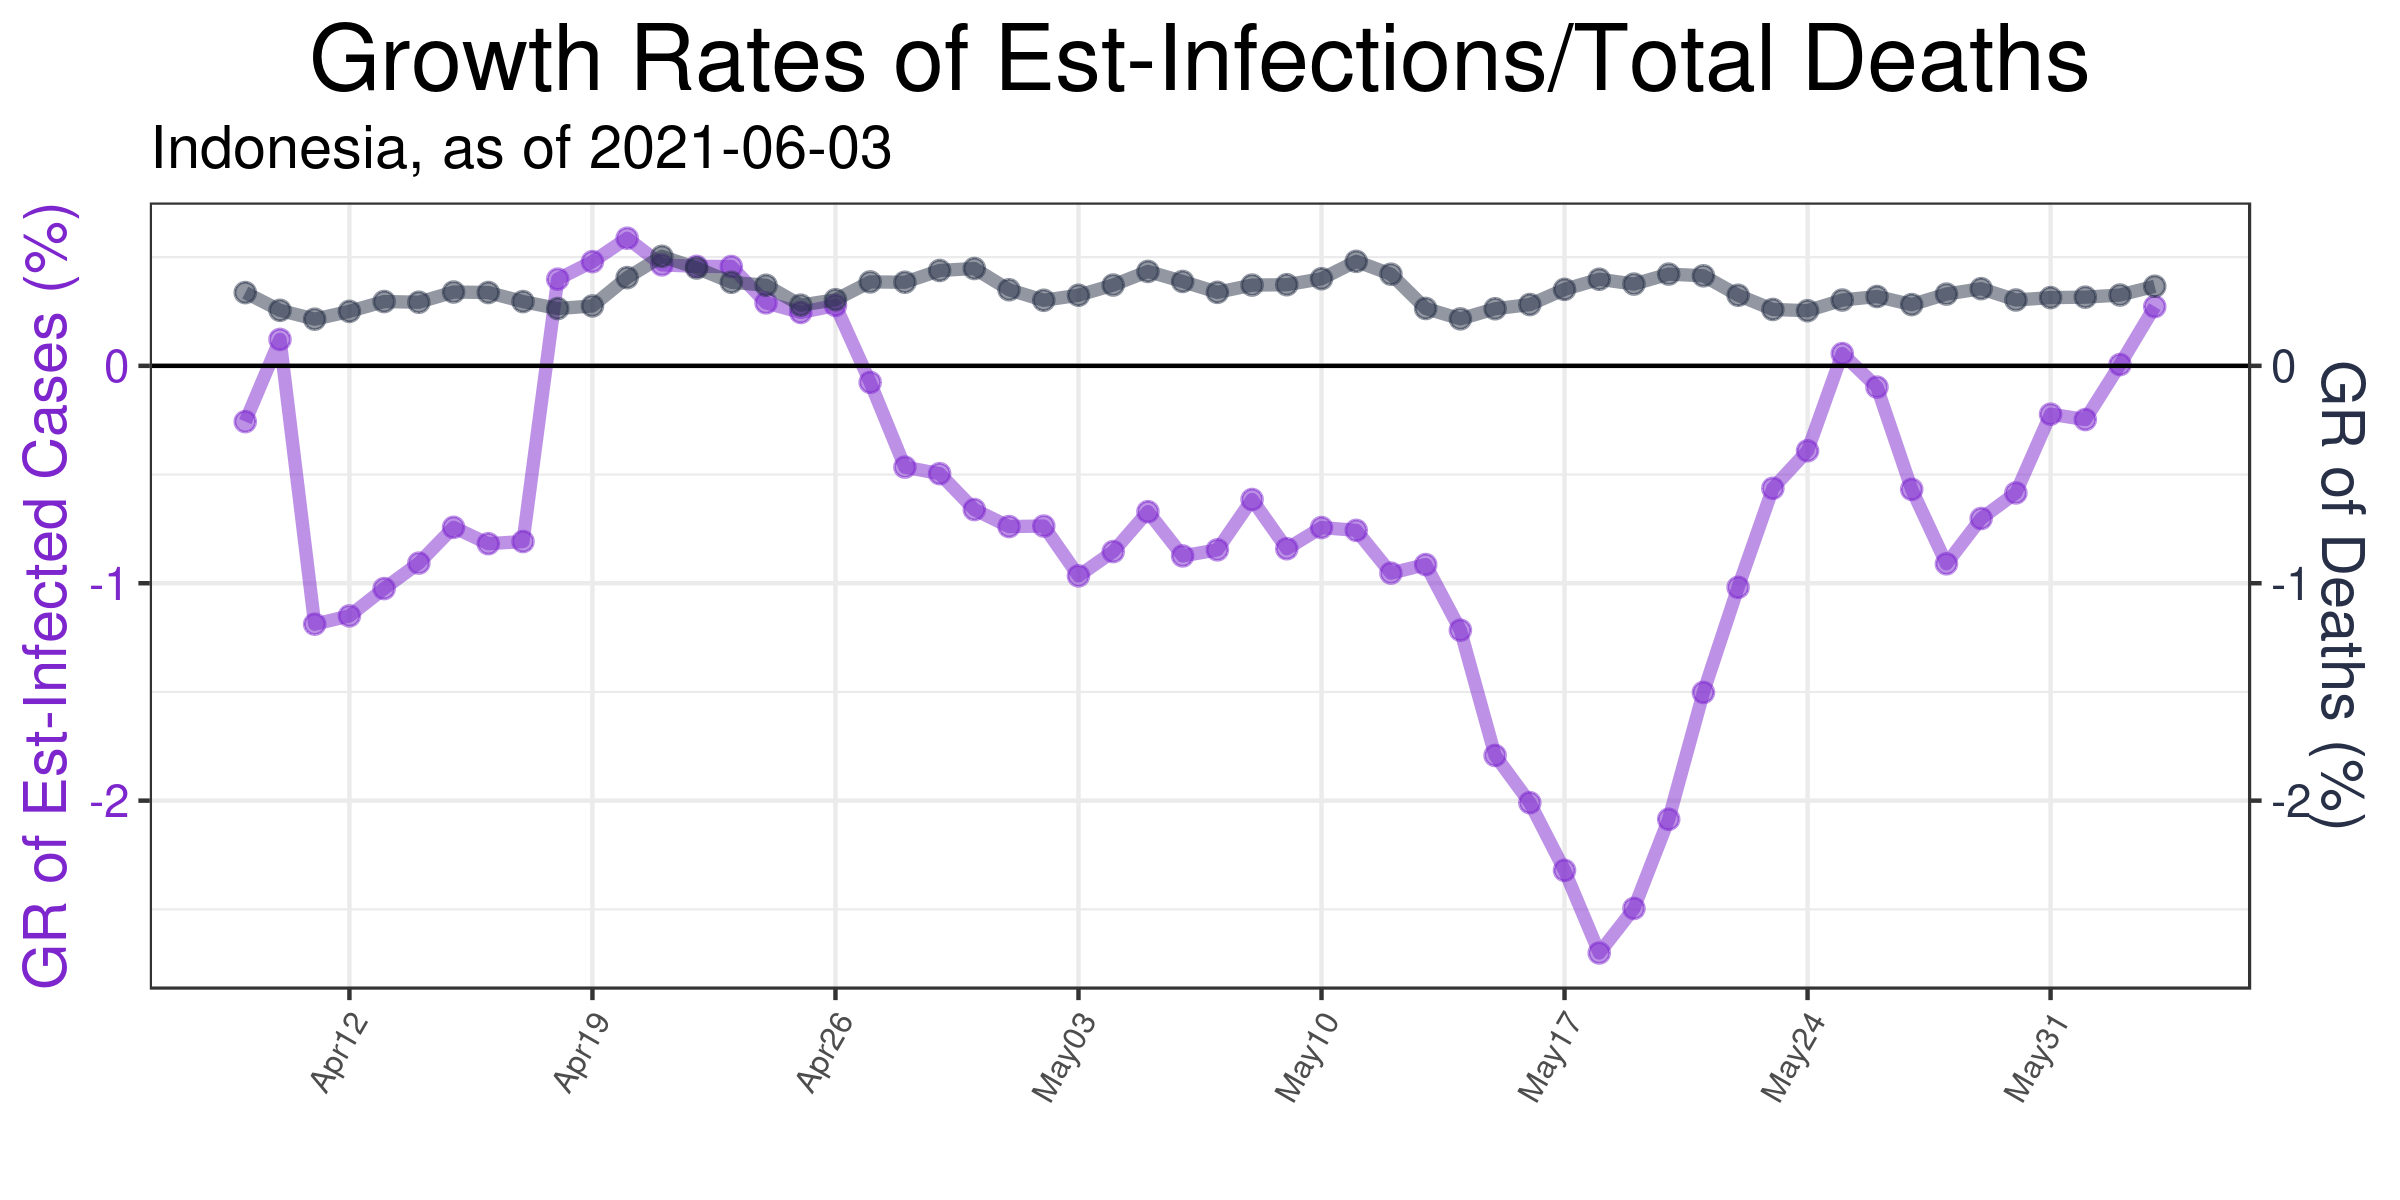 Growth Rates of Est-Infections/Total Deaths
Indonesia, as of 2021-06-03
GR of Est-Infected Cases (%)
0
-1
-2
0
-1
-2
GR of Deaths (%)
Apr12
Apr19
Apr26
May03
May10
May17
May24
May31